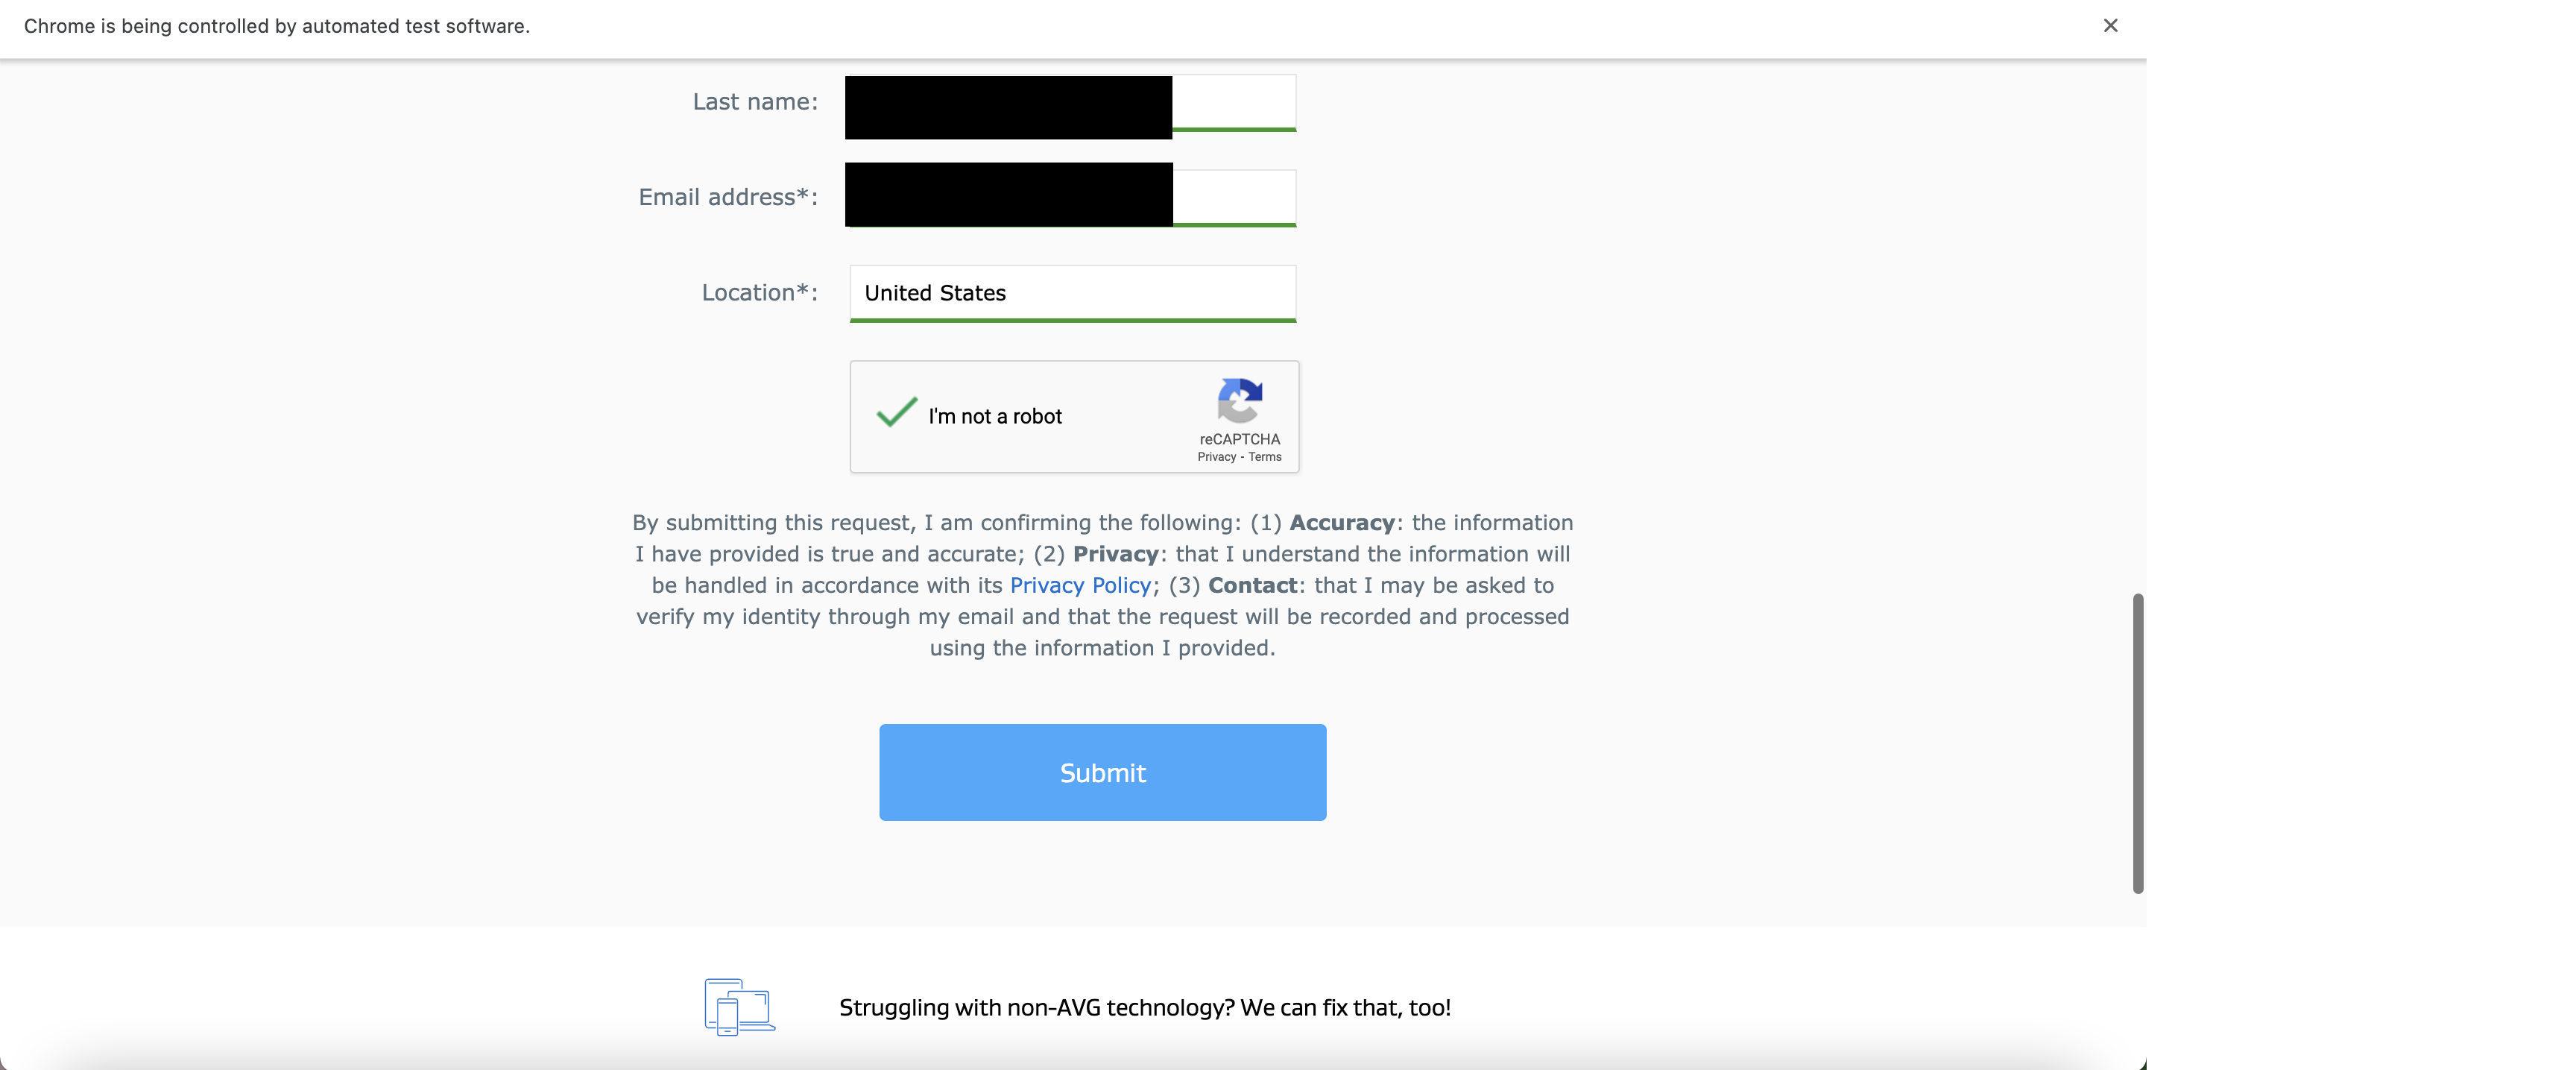 Chrome is being controlled by automated test software.
Last name:
Email address*:
Location*:
United States
I'm not a robot
reCAPTCHA
Privacy - Terms
By submitting this request, I am confirming the following: (1) Accuracy: the information
I have provided is true and accurate; (2) Privacy: that I understand the information will
be handled in accordance with its Privacy Policy; (3) Contact: that I may be asked to
verify my identity through my email and that the request will be recorded and processed
using the information I provided.
Submit
Struggling with non-AVG technology? We can fix that, too!